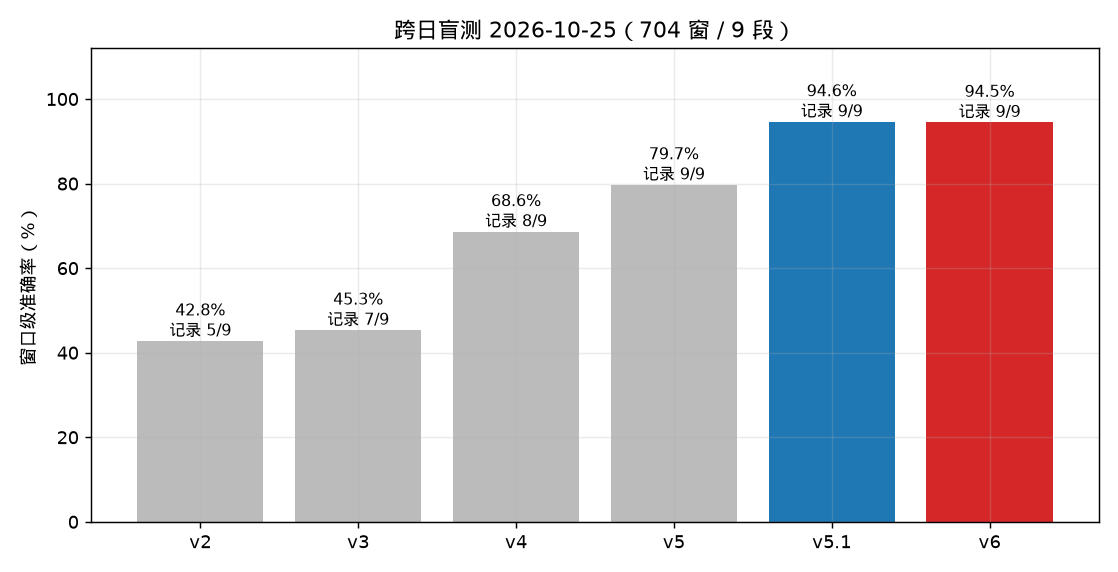 跨日盲测 2026-10-25（704 窗 / 9 段）
窗口级准确率（%）
100
80
60
40
20
0
42.8%
记录 5/9
45.3%
记录 7/9
68.6%
记录 8/9
79.7%
记录 9/9
94.6%
记录 9/9
94.5%
记录 9/9
v2
v3
v4
v5
v5.1
v6